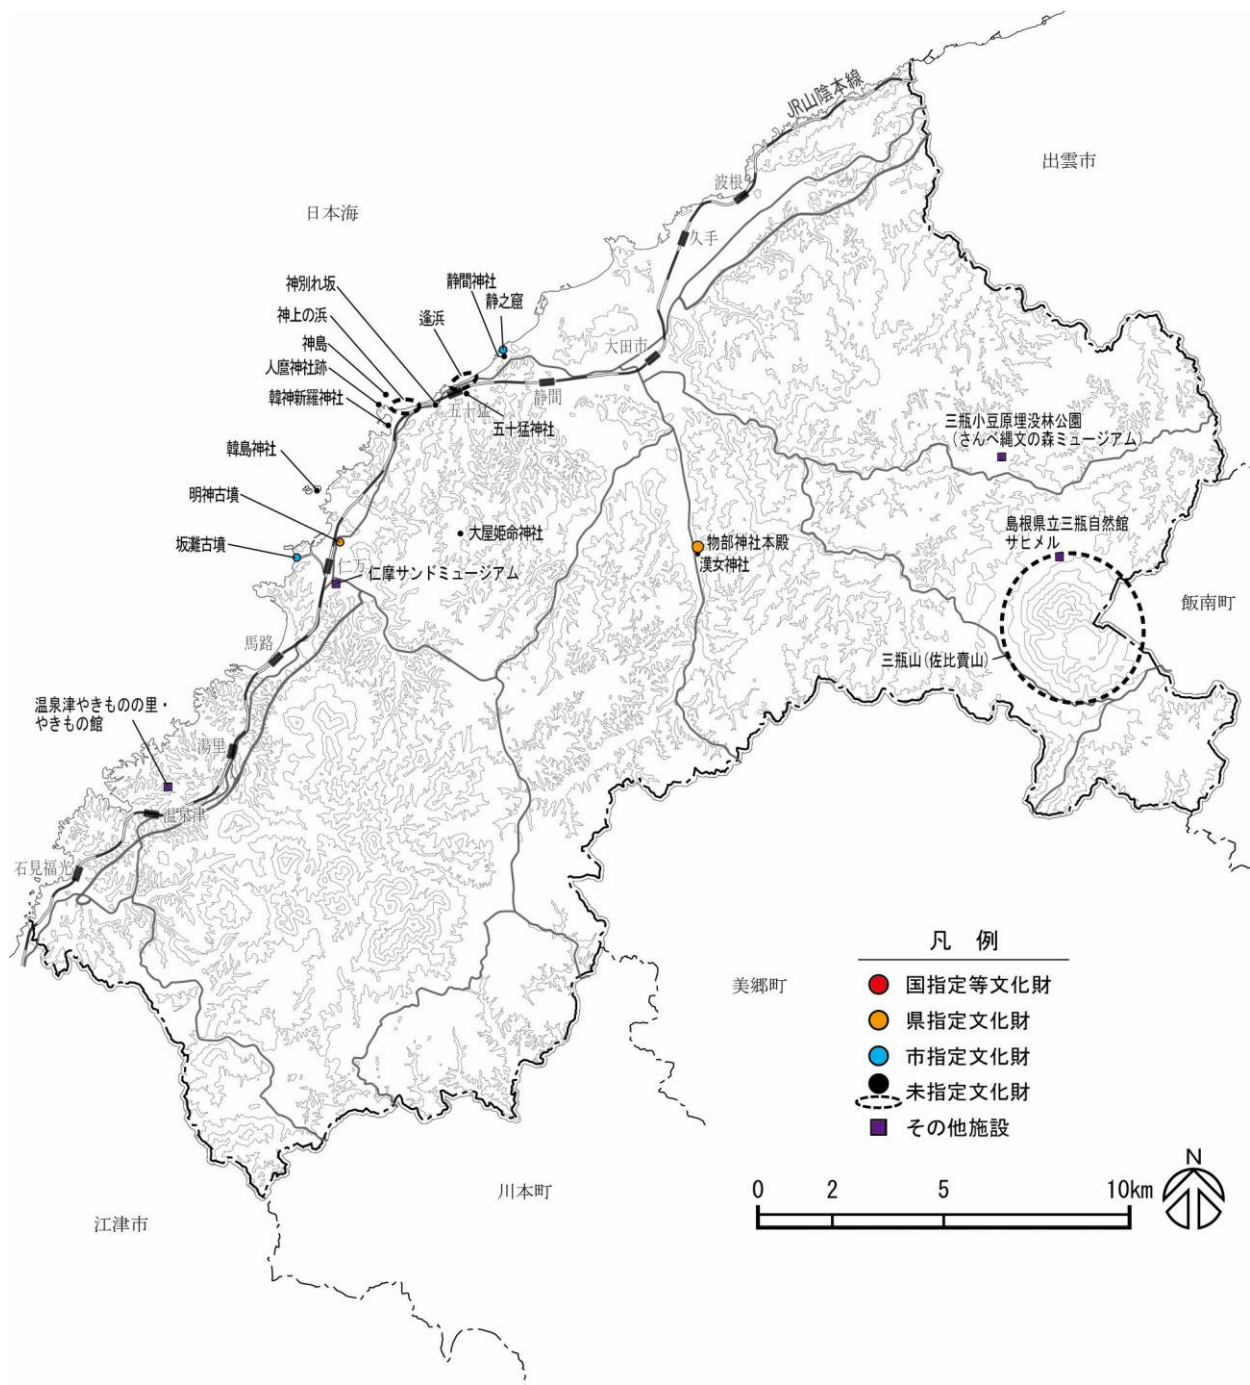 JR山陰本線
出雲市
波根
日本海
久手
神別れ坂
静間神社
静之窟
神上の浜
逢浜
神島
大田市
人麿神社跡
韓神新羅神社
静間
五十猛
五十猛神社
三瓶小豆原埋没林公園
(さんべ縄文の森ミュージアム)
韓島神社
明神古墳
大屋姫命神社
島根県立三瓶自然館
サヒメル
坂灘古墳
物部神社本殿
漢女神社
仁万
仁摩サンドミュージアム
飯南町
馬路
三瓶山(佐比賣山)
温泉津やきものの里・
やきもの館
湯里
温泉津
石見福光
凡 例
国指定等文化財
県指定文化財
市指定文化財
未指定文化財
その他施設
美郷町
川本町
江津市
0 2 5 10km
N